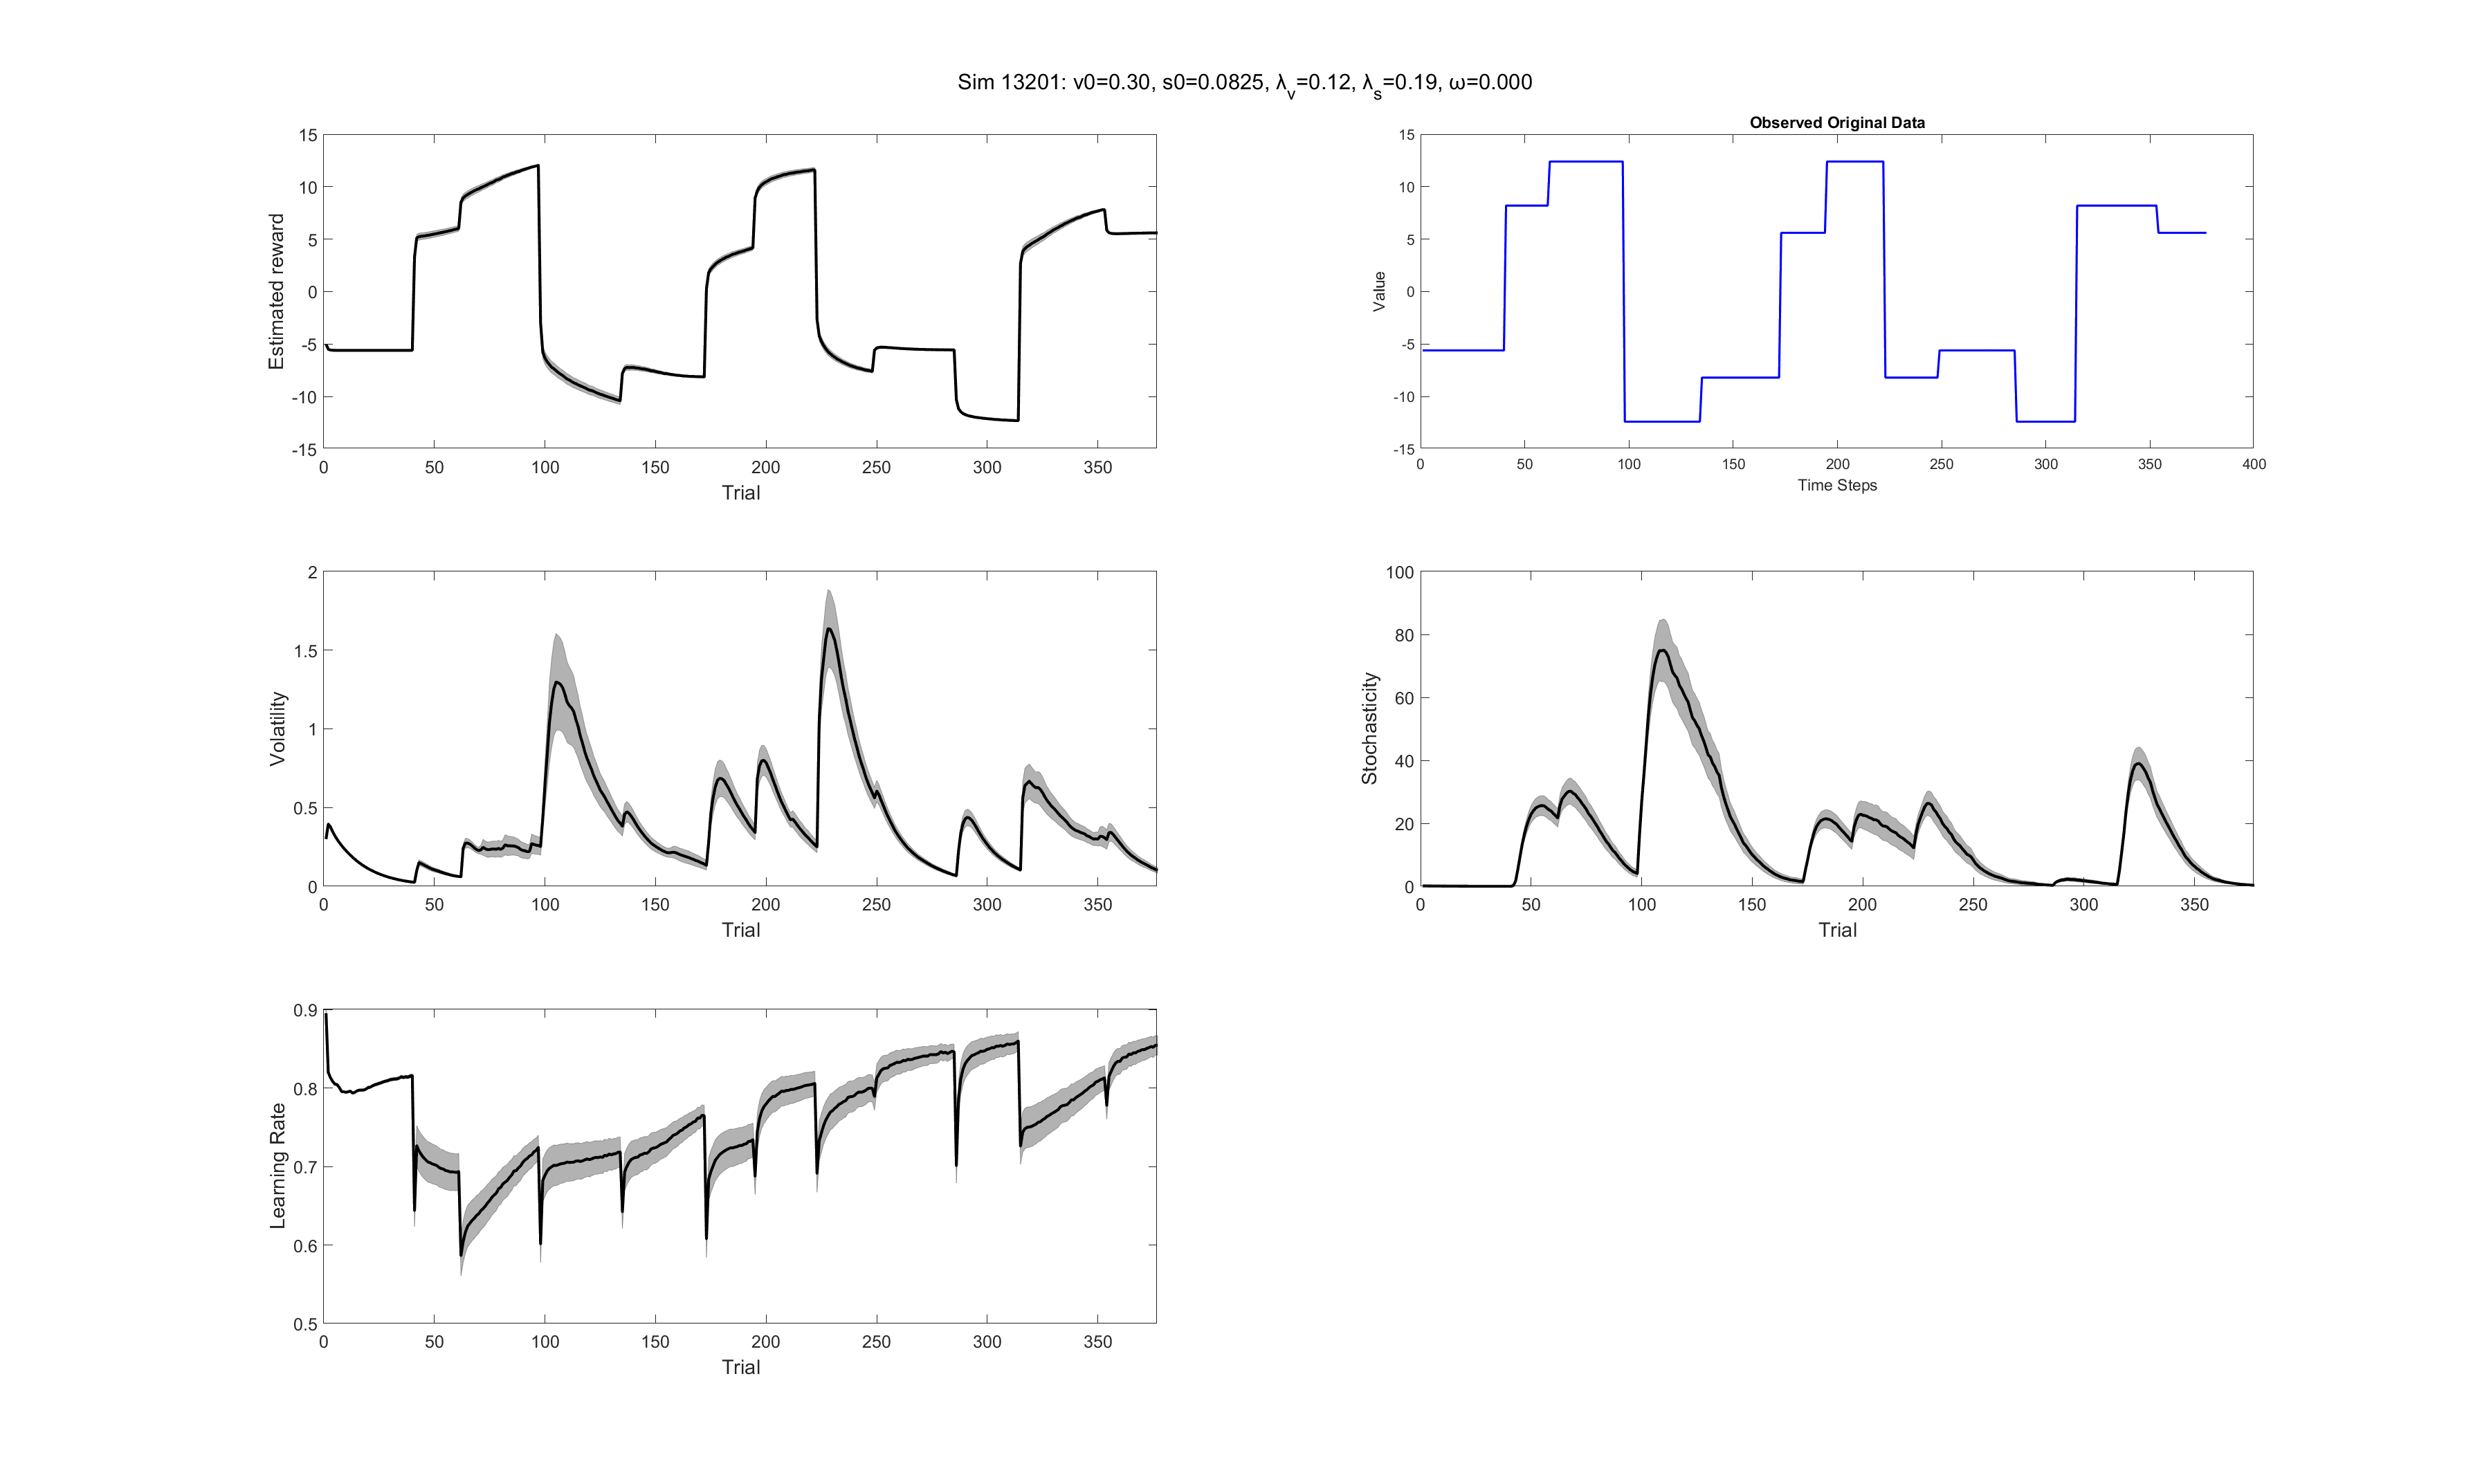 Sim 13201: v0=0.30, s0=0.0825, λv=0.12, λs=0.19, ω=0.000
15
10
5
0
-5
-10
-15
Estimated reward
0 50 100 150 200 250 300 350
Trial
Observed Original Data
15
10
5
0
-5
-10
-15
Value
0 50 100 150 200 250 300 350 400
Time Steps
2
1.5
1
0.5
0
Volatility
0 50 100 150 200 250 300 350
Trial
100
80
60
40
20
0
Stochasticity
0 50 100 150 200 250 300 350
Trial
0.9
0.8
0.7
0.6
0.5
Learning Rate
0 50 100 150 200 250 300 350
Trial